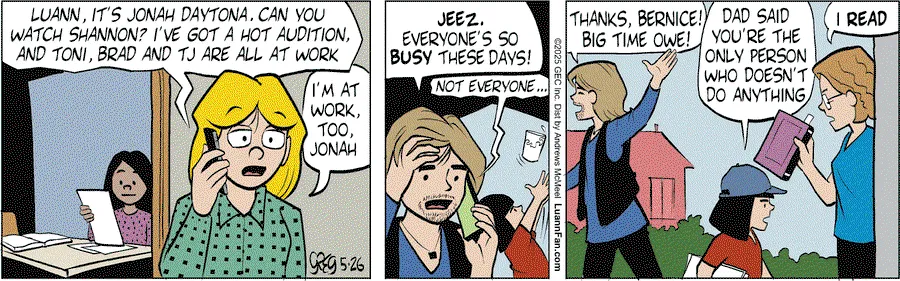 LUANN, IT'S JONAH DAYTONA. CAN YOU
WATCH SHANNON? I'VE GOT A HOT AUDITION,
AND TONI, BRAD AND TJ ARE ALL AT WORK
I'M AT
WORK,
TOO,
JONAH
GREG 5-26
JEEZ.
EVERYONE'S SO
BUSY THESE DAYS!
NOT EVERYONE...
©2025 GEC Inc. Dist by Andrews McMeel LuannFan.com
THANKS, BERNICE!
BIG TIME OWE!
DAD SAID
YOU'RE THE
ONLY PERSON
WHO DOESN'T
DO ANYTHING
I READ